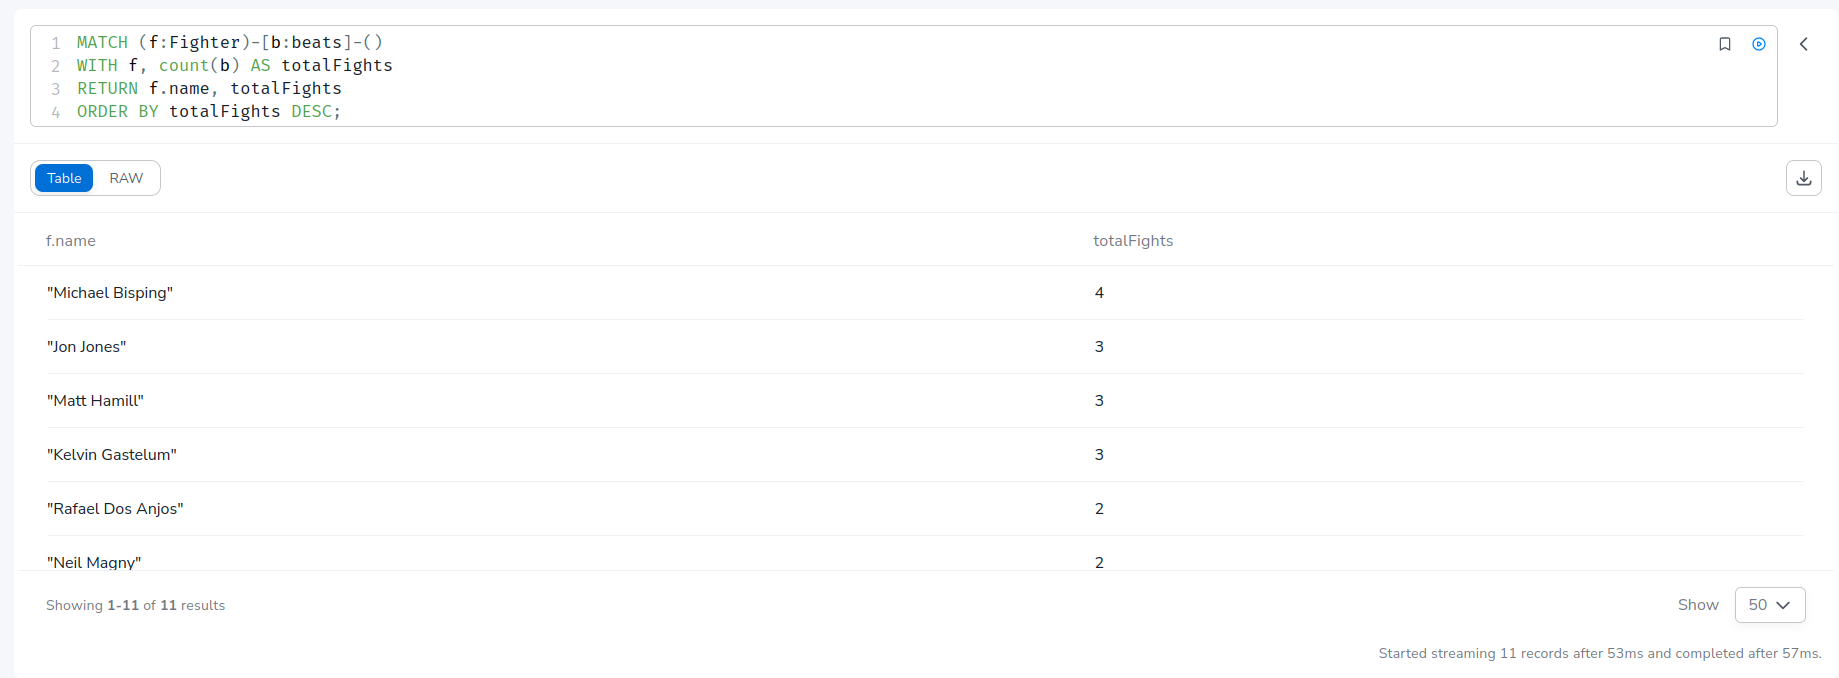 1 MATCH (f:Fighter)-[b:beats]-()
2 WITH f, count(b) AS totalFights
3 RETURN f.name, totalFights
4 ORDER BY totalFights DESC;
Table RAW
f.name totalFights
"Michael Bisping" 4
"Jon Jones" 3
"Matt Hamill" 3
"Kelvin Gastelum" 3
"Rafael Dos Anjos" 2
"Neil Magny" 2
Showing 1-11 of 11 results Show 50
Started streaming 11 records after 53ms and completed after 57ms.